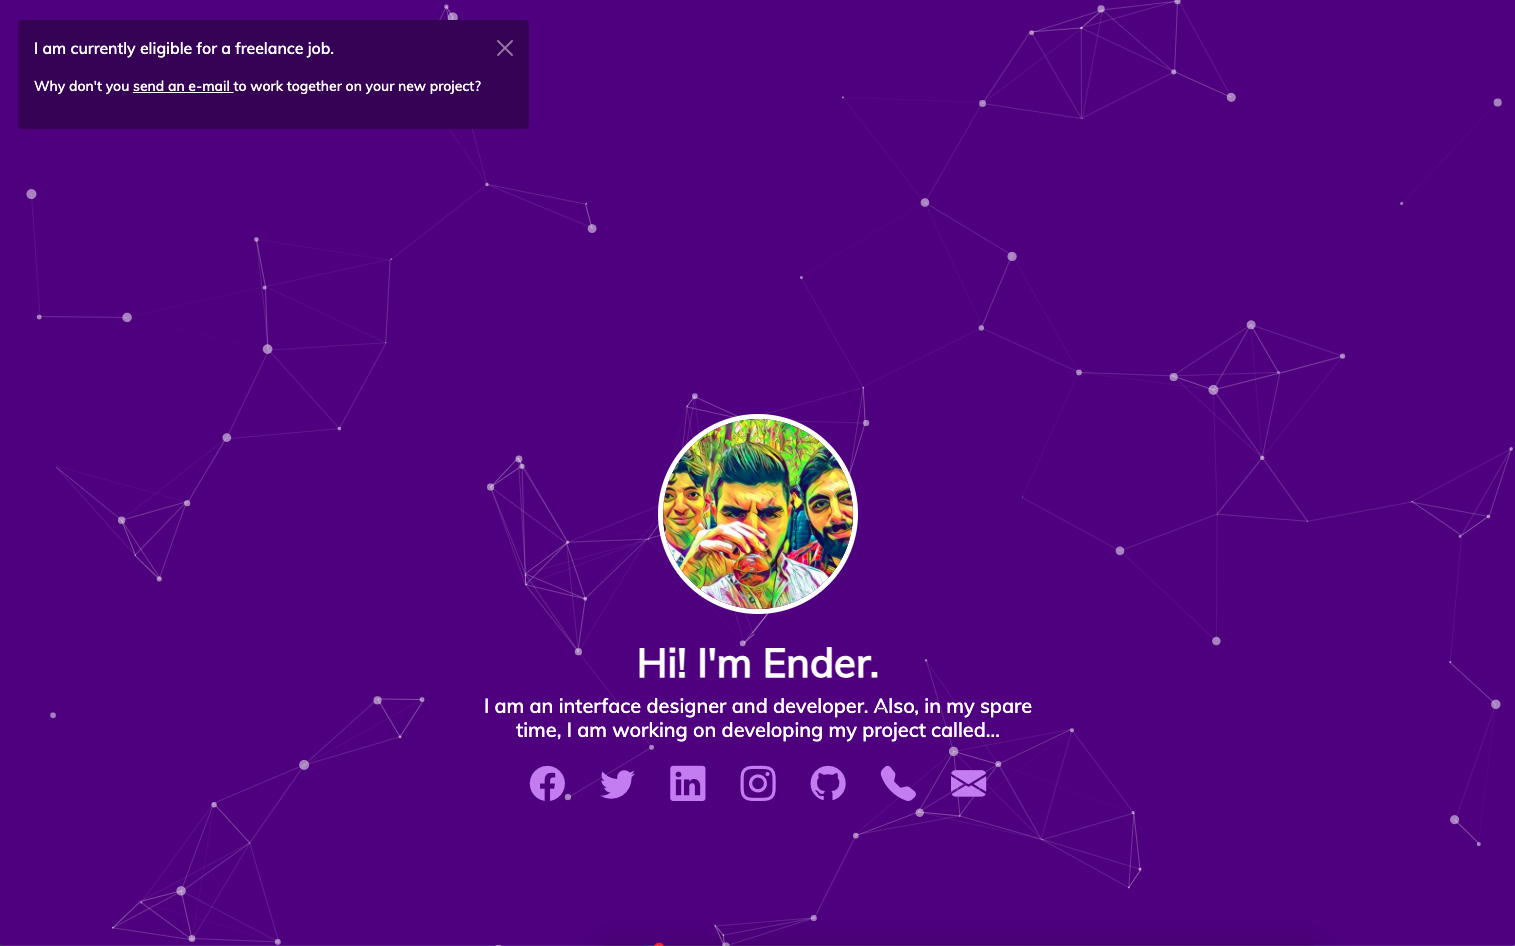 I am currently eligible for a freelance job.
Why don't you send an e-mail to work together on your new project?
Hi! I'm Ender.
I am an interface designer and developer. Also, in my spare
time, I am working on developing my project called...